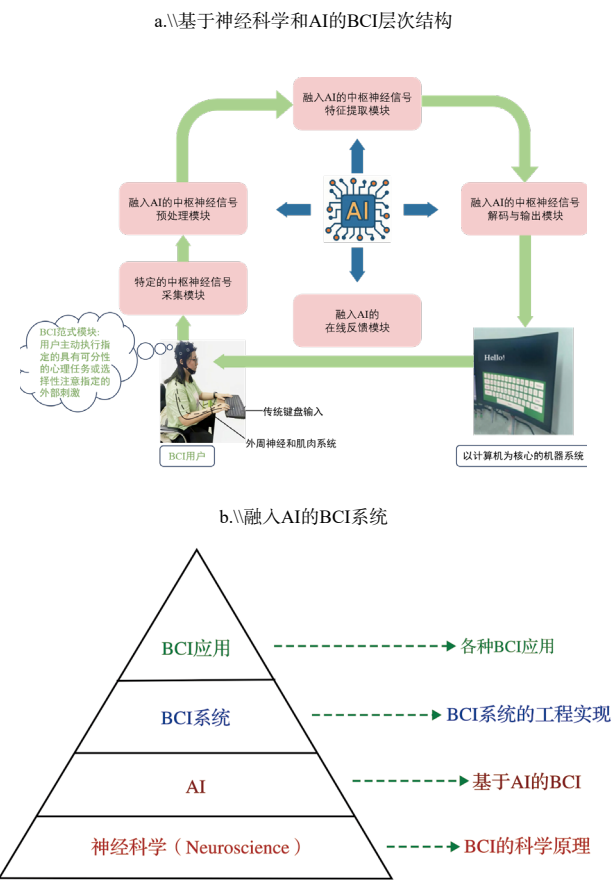 a.\\基于神经科学和AI的BCI层次结构
融入AI的中枢神经信号
特征提取模块
融入AI的中枢神经信号
预处理模块
AI
融入AI的中枢神经信号
解码与输出模块
特定的中枢神经信号
采集模块
融入AI的
在线反馈模块
BCI范式模块:
用户主动执行指
定的具有可分性
的心理任务或选
择性注意指定的
外部刺激
Hello!
传统键盘输入
外周神经和肌肉系统
BCI用户
以计算机为核心的机器系统
b.\\融入AI的BCI系统
BCI应用
各种BCI应用
BCI系统
BCI系统的工程实现
AI
基于AI的BCI
神经科学（Neuroscience）
BCI的科学原理